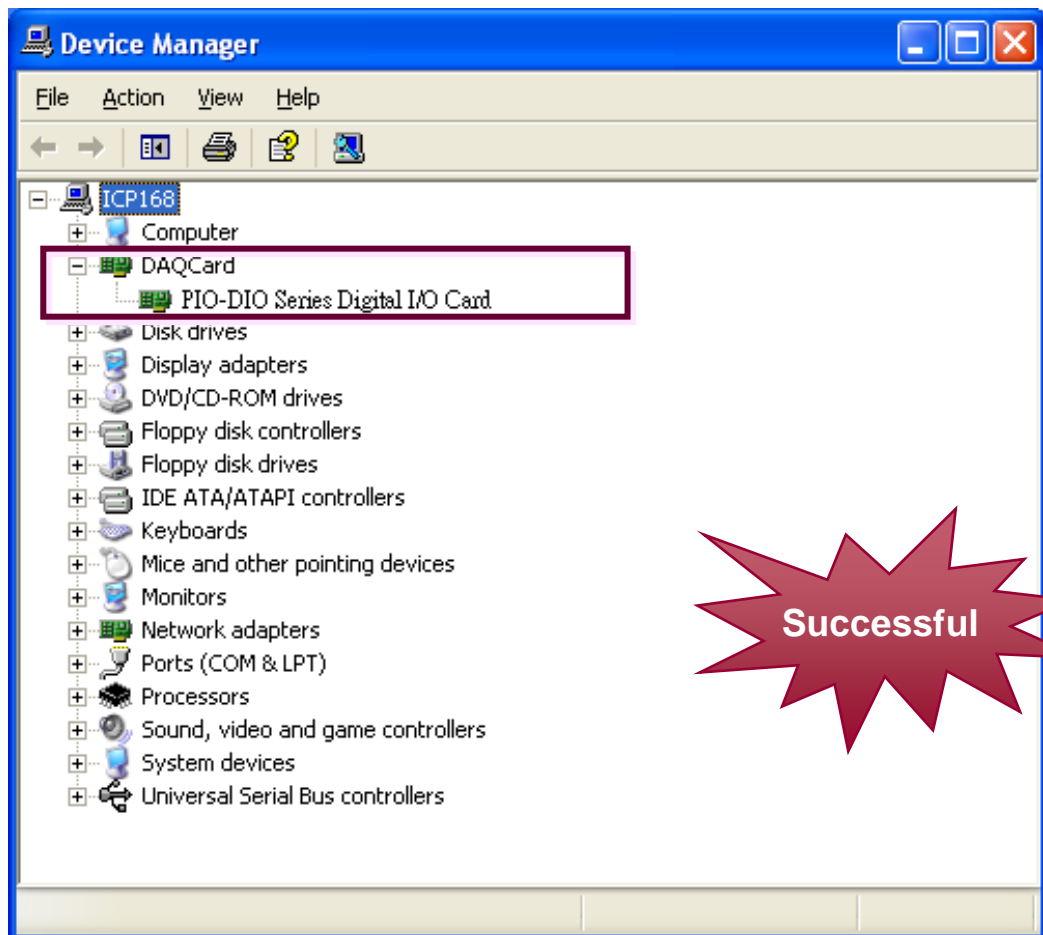 Device Manager
File Action View Help
ICP168
Computer
DAQCard
PIO-DIO Series Digital I/O Card
Disk drives
Display adapters
DVD/CD-ROM drives
Floppy disk controllers
Floppy disk drives
IDE ATA/ATAPI controllers
Keyboards
Mice and other pointing devices
Monitors
Network adapters
Ports (COM & LPT)
Processors
Sound, video and game controllers
System devices
Universal Serial Bus controllers
Successful